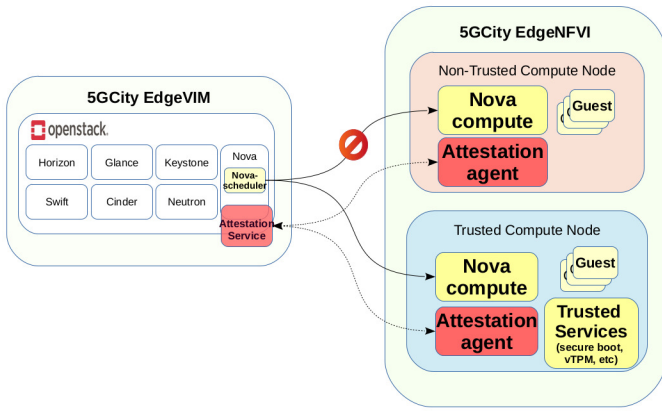 5GCity EdgeVIM
openstack.
Horizon
Glance
Keystone
Nova
Nova-
scheduler
Swift
Cinder
Neutron
Attestation
Service
5GCity EdgeNFVI
Non-Trusted Compute Node
Nova
compute
Guest
Attestation
agent
Trusted Compute Node
Nova
compute
Guest
Attestation
agent
Trusted
Services
(secure boot,
vTPM, etc)